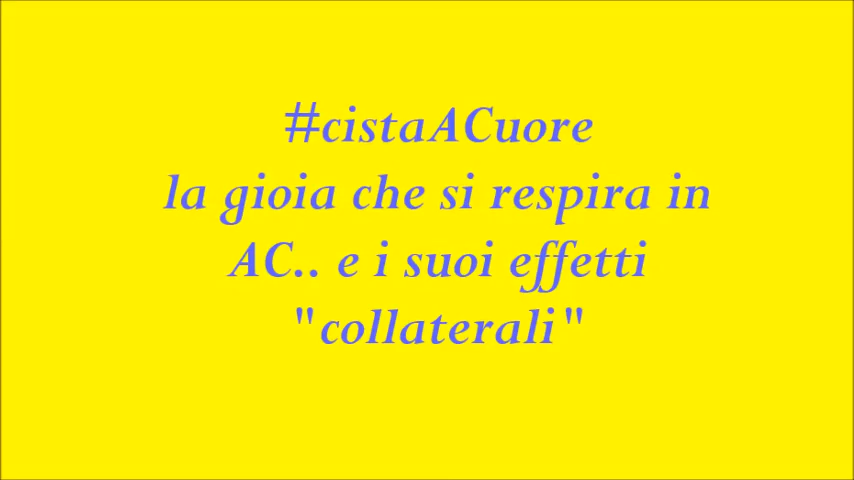 #cistaACuore
la gioia che si respira in
AC.. e i suoi effetti
"collaterali"